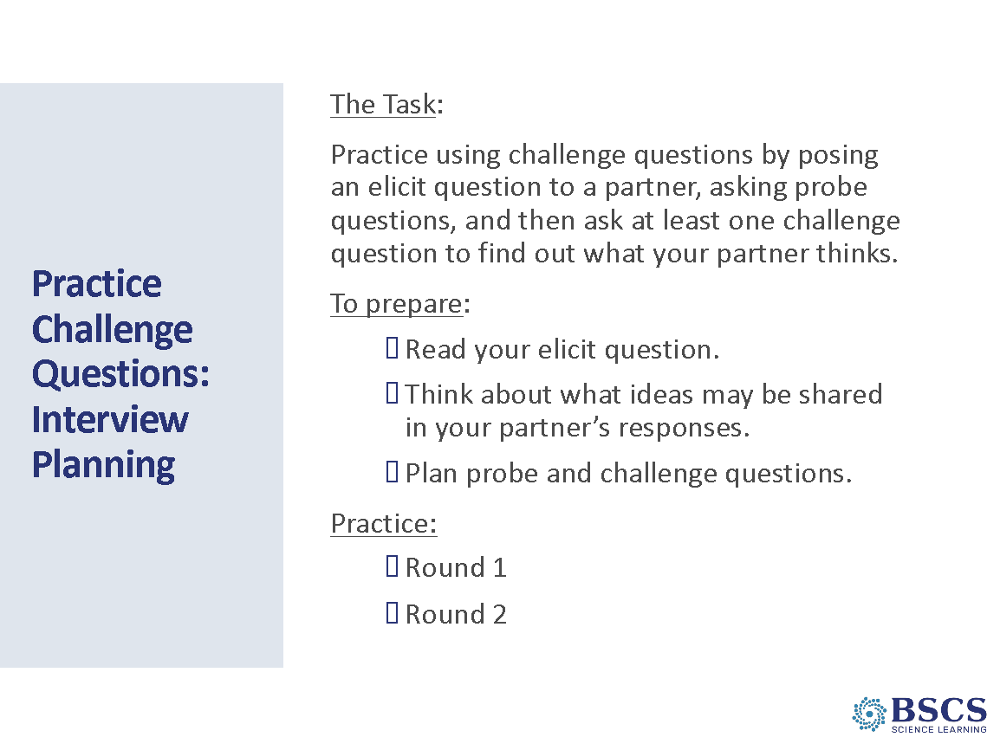 Practice
Challenge
Questions:
Interview
Planning
The Task:
Practice using challenge questions by posing
an elicit question to a partner, asking probe
questions, and then ask at least one challenge
question to find out what your partner thinks.
To prepare:
▯ Read your elicit question.
▯ Think about what ideas may be shared
in your partner’s responses.
▯ Plan probe and challenge questions.
Practice:
▯ Round 1
▯ Round 2
BSCS
SCIENCE LEARNING